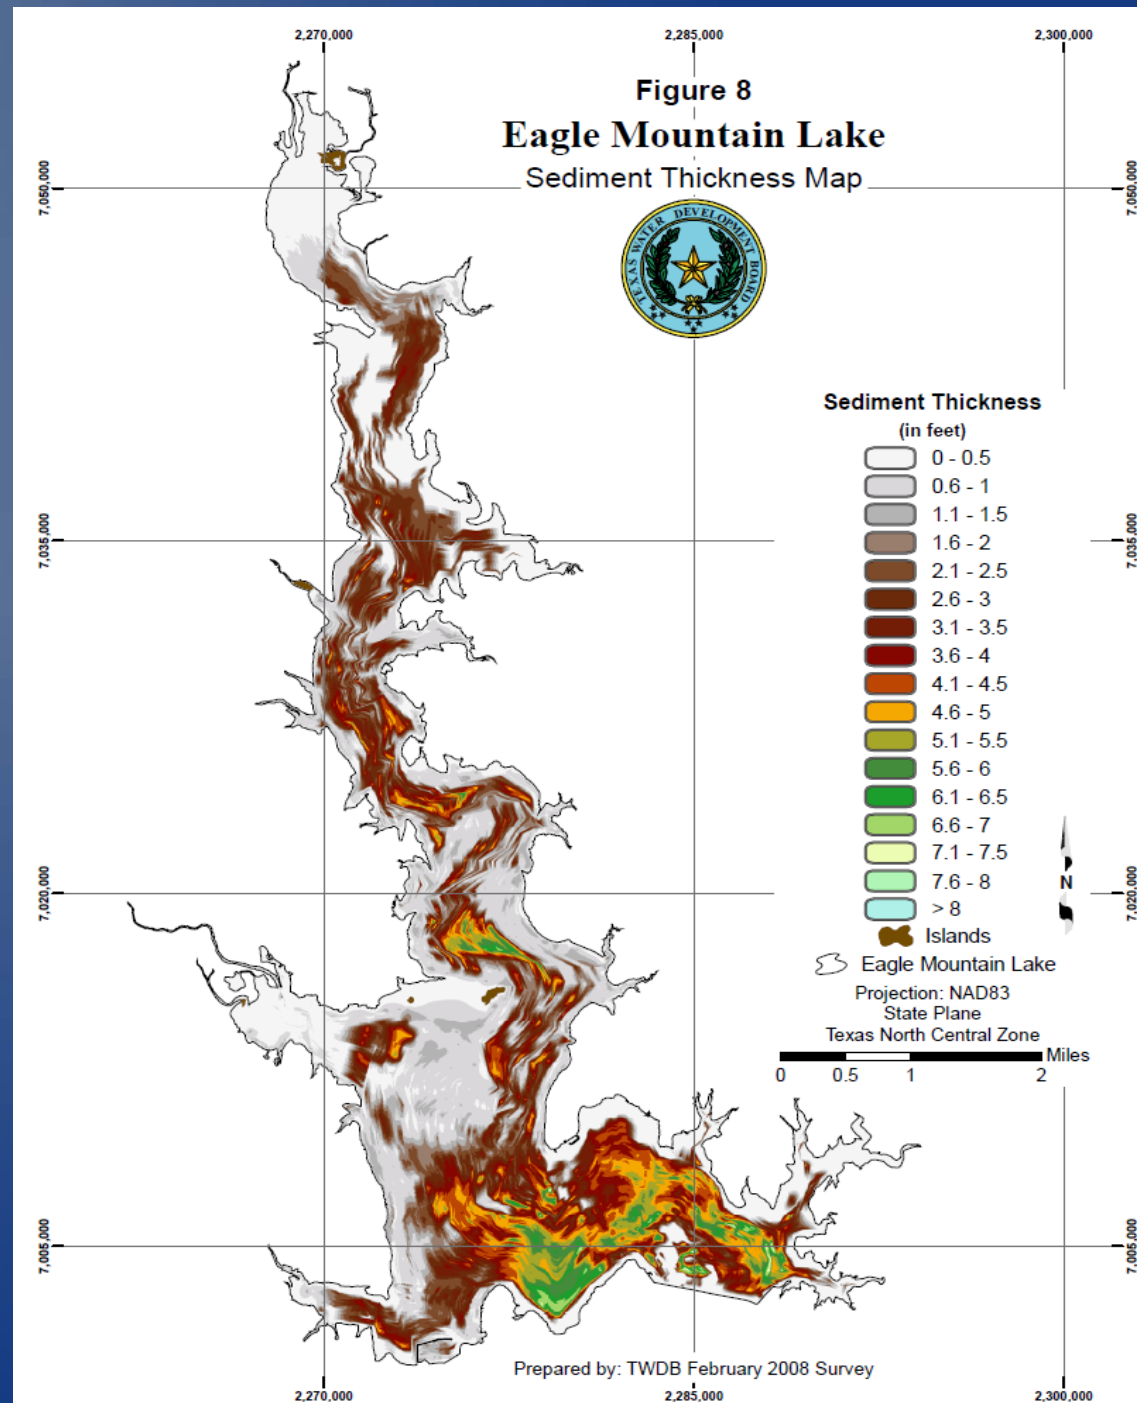 2,270,000
2,285,000
2,300,000
Figure 8
Eagle Mountain Lake
Sediment Thickness Map
TEXAS WATER DEVELOPMENT BOARD
7,050,000
7,050,000
Sediment Thickness
(in feet)
0 - 0.5
0.6 - 1
1.1 - 1.5
1.6 - 2
2.1 - 2.5
2.6 - 3
3.1 - 3.5
3.6 - 4
4.1 - 4.5
4.6 - 5
5.1 - 5.5
5.6 - 6
6.1 - 6.5
6.6 - 7
7.1 - 7.5
7.6 - 8
> 8
Islands
Eagle Mountain Lake
7,035,000
7,035,000
N
7,020,000
7,020,000
Projection: NAD83
State Plane
Texas North Central Zone
Miles
0 0.5 1 2
7,005,000
7,005,000
Prepared by: TWDB February 2008 Survey
2,270,000
2,285,000
2,300,000